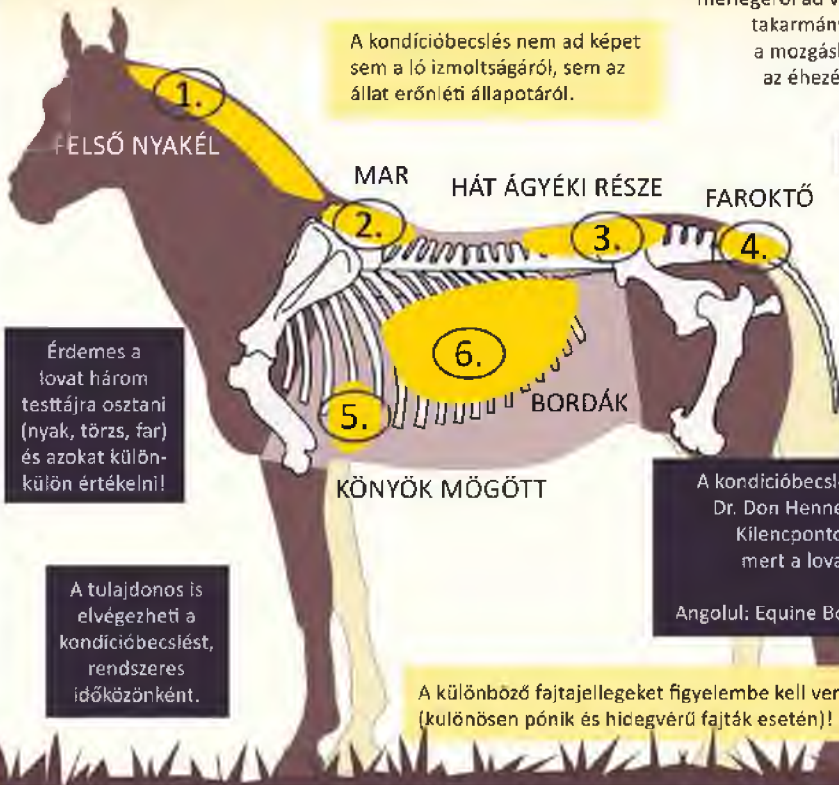 A kondícióbecslés nem ad képet
sem a ló izmoltságáról, sem az
állat erőnléti állapotáról.
takarmány
a mozgás
az éhez
1.
FELSŐ NYAKÉL
MAR
HÁT ÁGYÉKI RÉSZE
FAROKTŐ
2.
3.
4.
Érdemes a
lovat három
testtájra osztani
(nyak, törzs, far)
és azokat külön-
külön értékelni!
6.
5.
BORDÁK
KÖNYÖK MÖGÖTT
A kondícióbecsl
Dr. Don Henne
Kilencponto
mert a lova
Angolul: Equine Bo
A tulajdonos is
elvégezheti a
kondícióbecslést,
rendszeres
időközönként.
A különböző fajtajellegeket figyelembe kell ven
(különösen pónik és hidegvérű fajták esetén)!